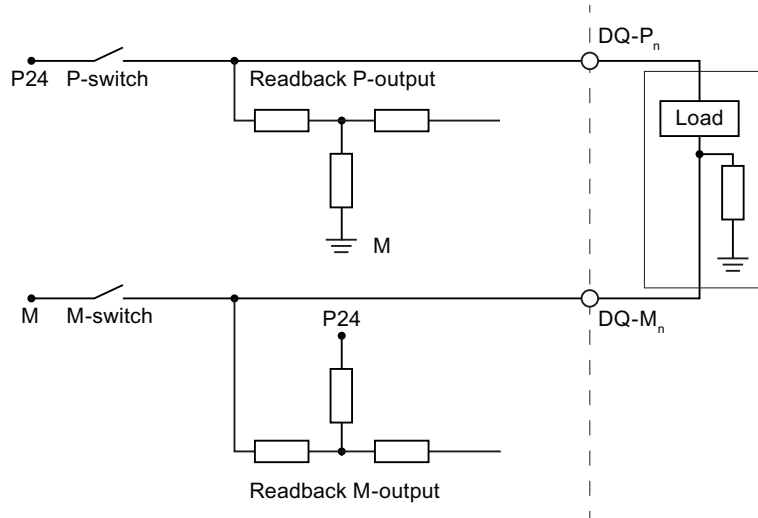 DQ-Pₙ
P24 P-switch Readback P-output
Load
M
M M-switch P24 DQ-Mₙ
Readback M-output